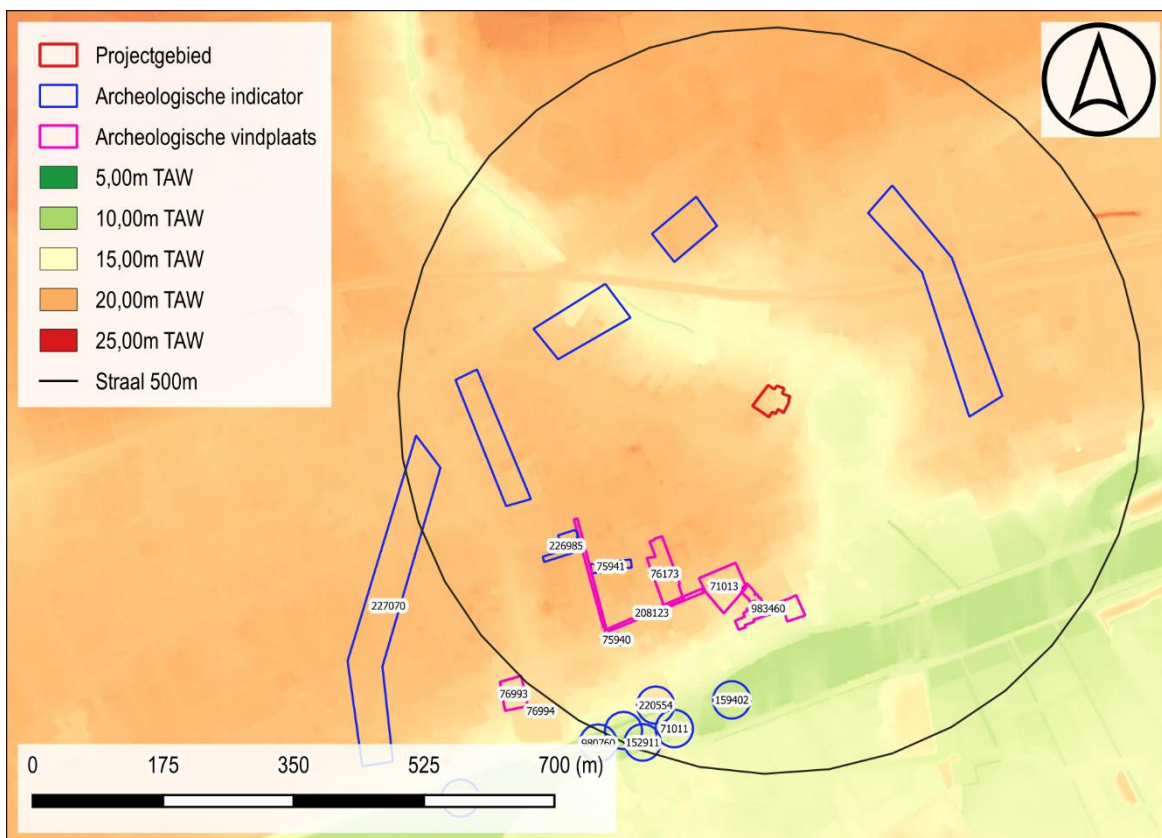 Projectgebied
Archeologische indicator
Archeologische vindplaats
5,00m TAW
10,00m TAW
15,00m TAW
20,00m TAW
25,00m TAW
Straal 500m
226985
75941
76173
71013
983460
208123
75940
227070
76993
76994
220554
159402
71011
980760
152911
0 175 350 525 700 (m)